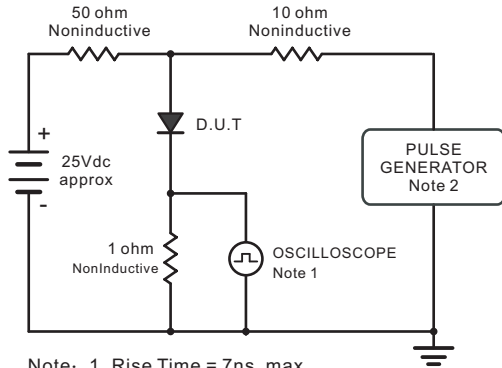 50 ohm
Noninductive
10 ohm
Noninductive
D.U.T
+
25Vdc
approx
-
PULSE
GENERATOR
Note 2
1 ohm
NonInductive
OSCILLOSCOPE
Note 1
Note: 1. Rise Time = 7ns, max.